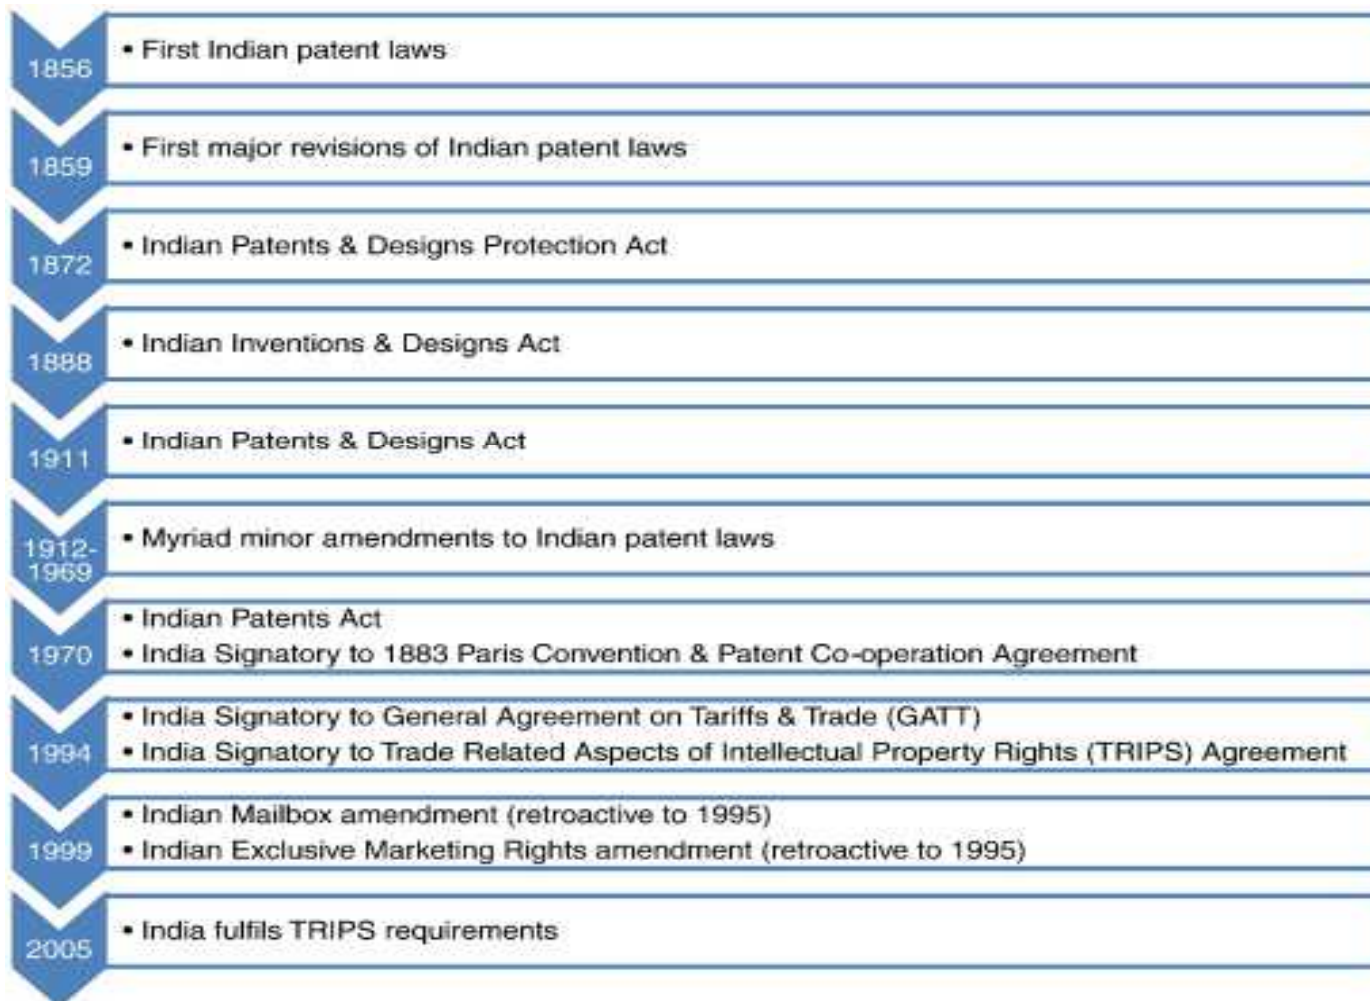 1856
• First Indian patent laws
1859
• First major revisions of Indian patent laws
1872
• Indian Patents & Designs Protection Act
1888
• Indian Inventions & Designs Act
1911
• Indian Patents & Designs Act
1912-
1969
• Myriad minor amendments to Indian patent laws
1970
• Indian Patents Act
• India Signatory to 1883 Paris Convention & Patent Co-operation Agreement
1994
• India Signatory to General Agreement on Tariffs & Trade (GATT)
• India Signatory to Trade Related Aspects of Intellectual Property Rights (TRIPS) Agreement
1999
• Indian Mailbox amendment (retroactive to 1995)
• Indian Exclusive Marketing Rights amendment (retroactive to 1995)
2005
• India fulfils TRIPS requirements